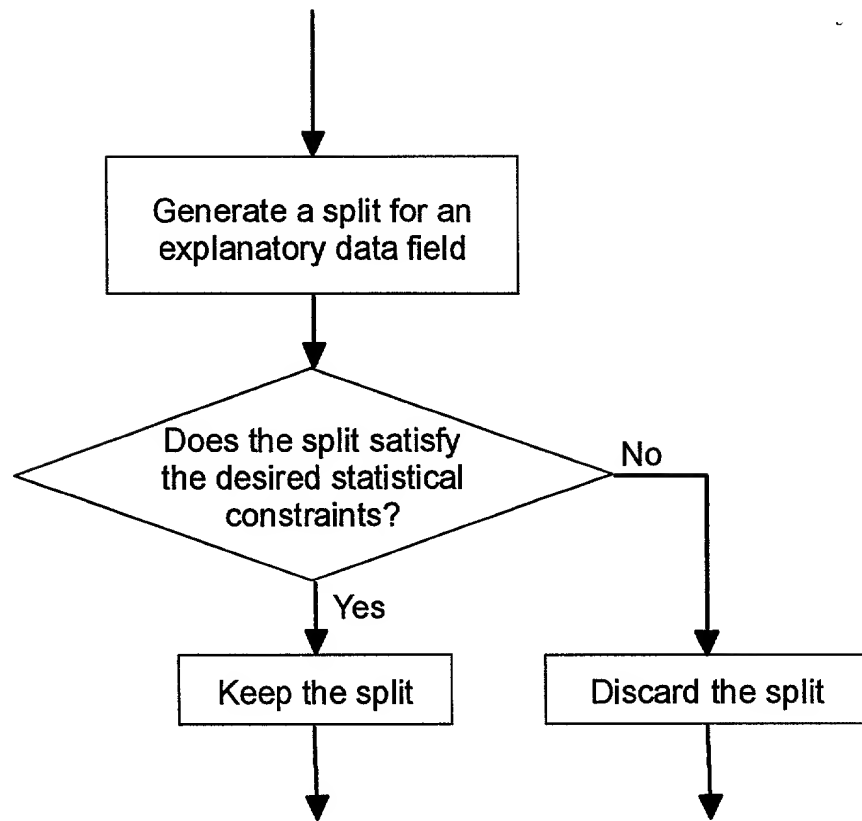 Generate a split for an
explanatory data field
Does the split satisfy
the desired statistical
constraints?
No
Yes
Keep the split
Discard the split